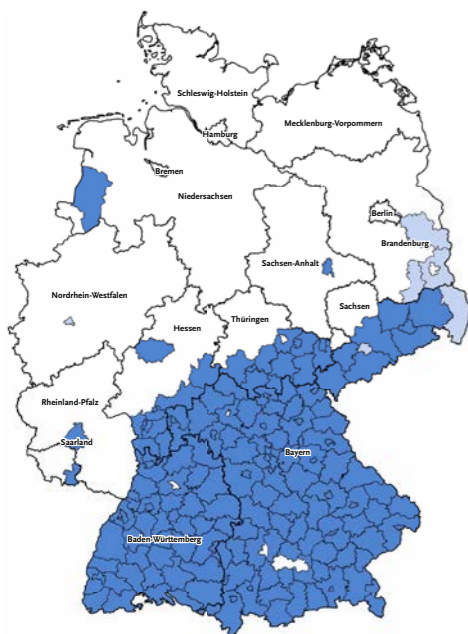 Schleswig-Holstein
Mecklenburg-Vorpommern
Hamburg
Bremen
Niedersachsen
Berlin
Brandenburg
Sachsen-Anhalt
Nordrhein-Westfalen
Sachsen
Hessen
Thüringen
Rheinland-Pfalz
Saarland
Bayern
Baden-Württemberg